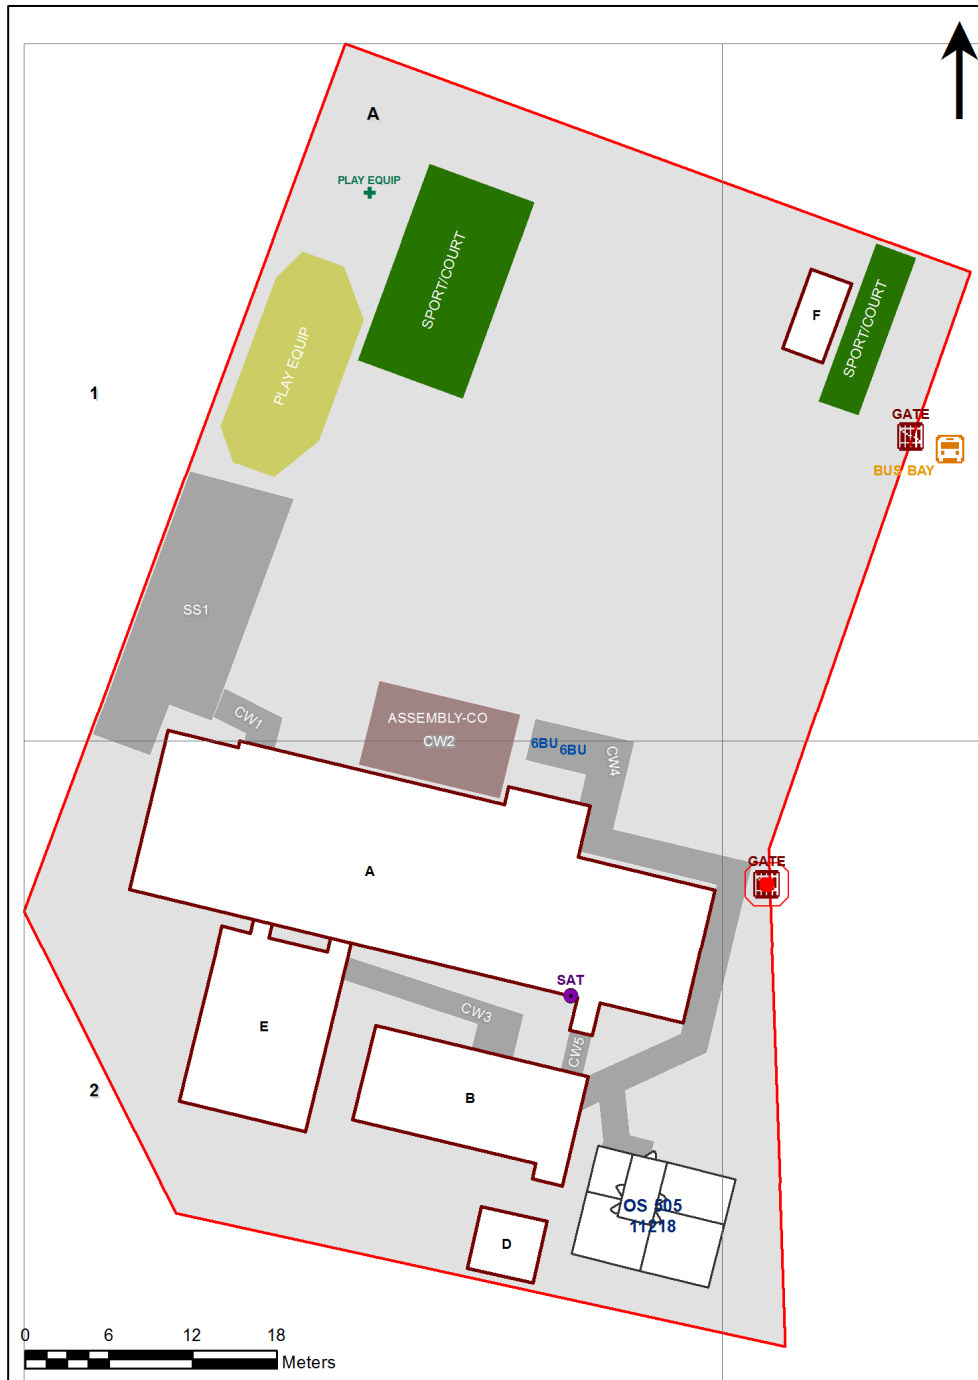 A
PLAY EQUIP
SPORT/COURT
PLAY EQUIP
F
SPORT/COURT
1
GATE
BUS BAY
SS1
CW1
ASSEMBLY-CO
CW2
6BU
6BU
CW4
GATE
A
SAT
CW3
E
CW5
2
B
OS 505
11218
D
0 6 12 18
Meters